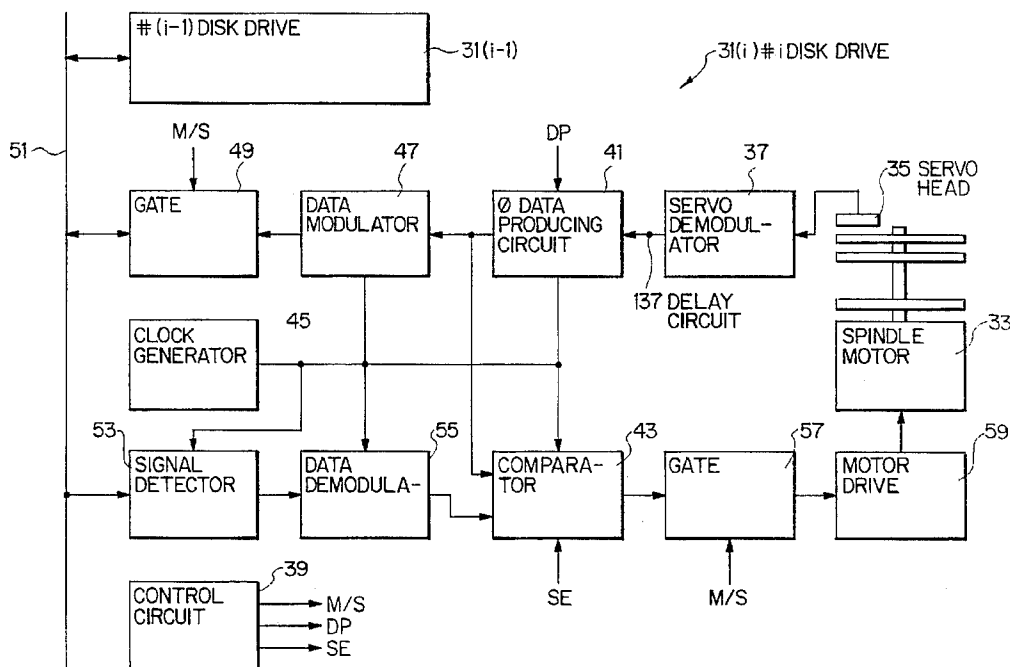 #(i-1) DISK DRIVE
31(i-1)
31(i)#iDISK DRIVE
51
M/S
49
47
DP
41
37
35 SERVO
HEAD
GATE
DATA
MODULATOR
Ø DATA
PRODUCING
CIRCUIT
SERVO
DEMODUL-
ATOR
137 DELAY
CIRCUIT
45
CLOCK
GENERATOR
SPINDLE
MOTOR
33
53
SIGNAL
DETECTOR
55
DATA
DEMODULA-
43
COMPARA-
TOR
57
GATE
59
MOTOR
DRIVE
SE
M/S
39
CONTROL
CIRCUIT
M/S
DP
SE